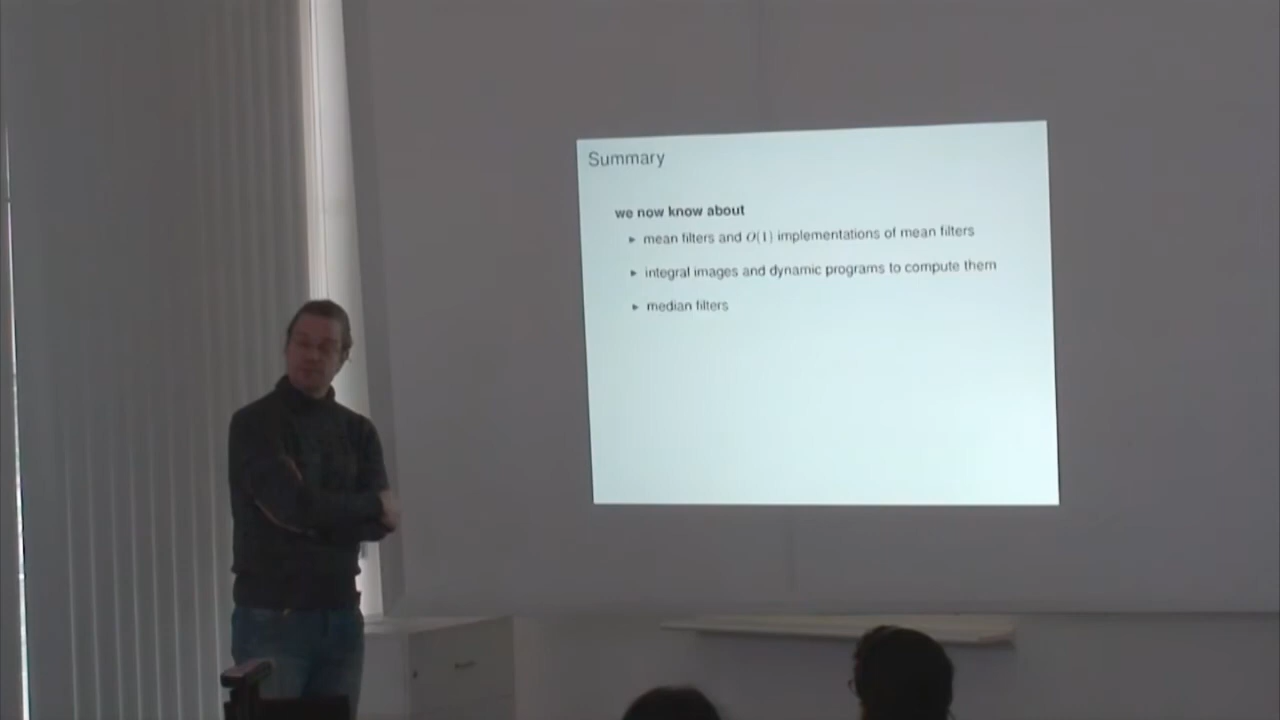 Summary
we now know about
▸ mean filters and O(1) implementations of mean filters
▸ integral images and dynamic programs to compute them
▸ median filters